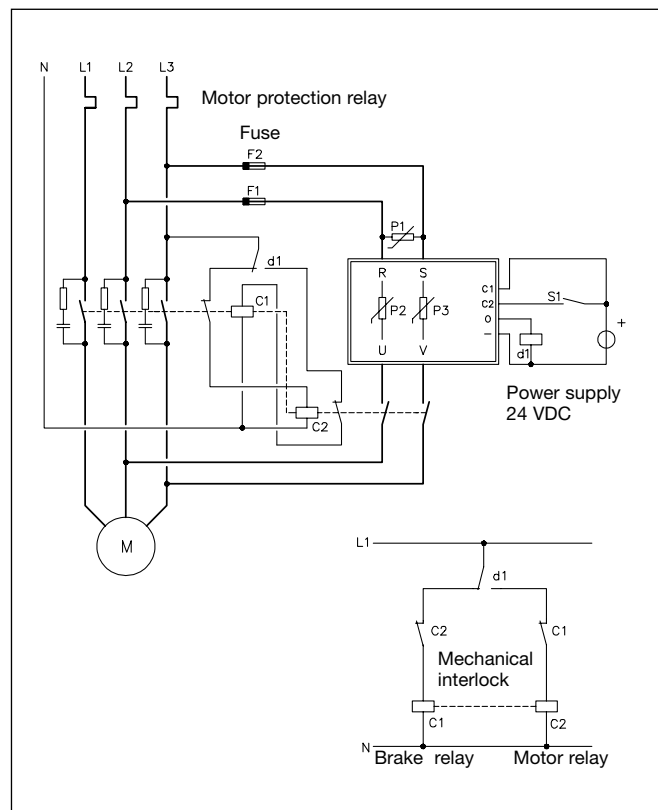 N L1 L2 L3
Motor protection relay
Fuse
F2
F1
P1
d1
R S
C1
C1
C2
S1
P2 P3
O
+
d1
–
U V
Power supply
24 VDC
C2
M
L1
d1
C2 C1
Mechanical
interlock
C1 C2
N
Brake relay Motor relay